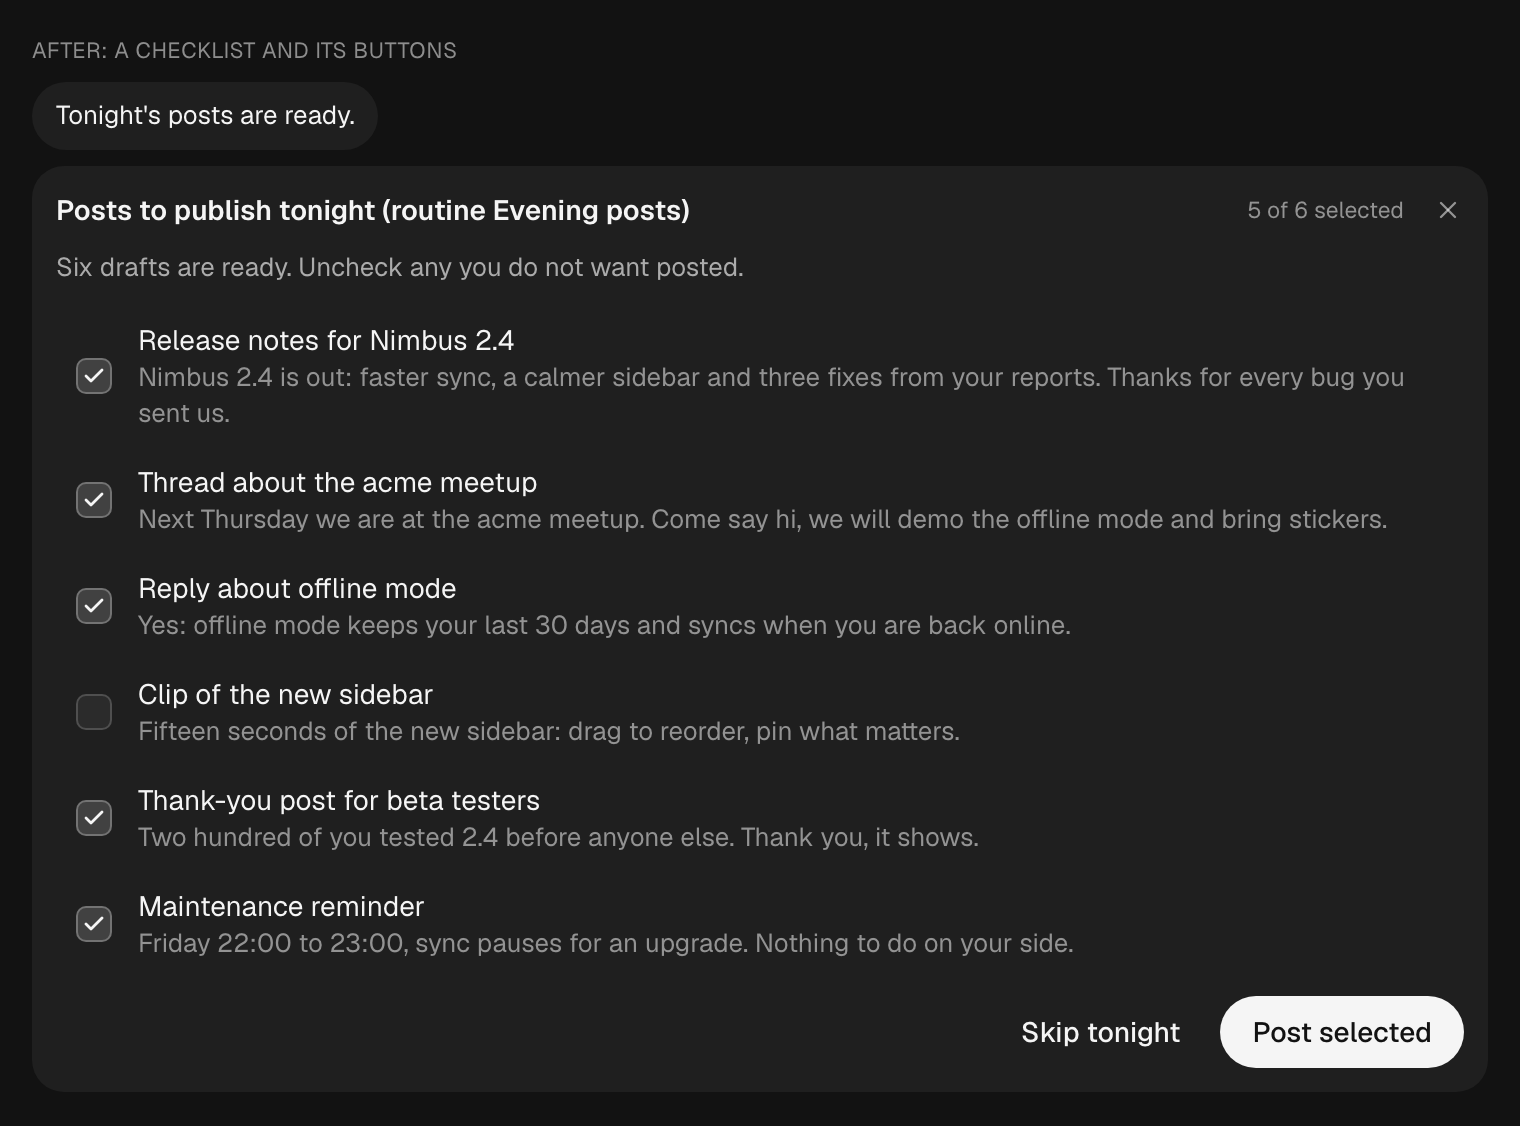 AFTER: A CHECKLIST AND ITS BUTTONS
Tonight's posts are ready.
Posts to publish tonight (routine Evening posts)
5 of 6 selected
Six drafts are ready. Uncheck any you do not want posted.
Release notes for Nimbus 2.4
Nimbus 2.4 is out: faster sync, a calmer sidebar and three fixes from your reports. Thanks for every bug you
sent us.
Thread about the acme meetup
Next Thursday we are at the acme meetup. Come say hi, we will demo the offline mode and bring stickers.
Reply about offline mode
Yes: offline mode keeps your last 30 days and syncs when you are back online.
Clip of the new sidebar
Fifteen seconds of the new sidebar: drag to reorder, pin what matters.
Thank-you post for beta testers
Two hundred of you tested 2.4 before anyone else. Thank you, it shows.
Maintenance reminder
Friday 22:00 to 23:00, sync pauses for an upgrade. Nothing to do on your side.
Skip tonight
Post selected